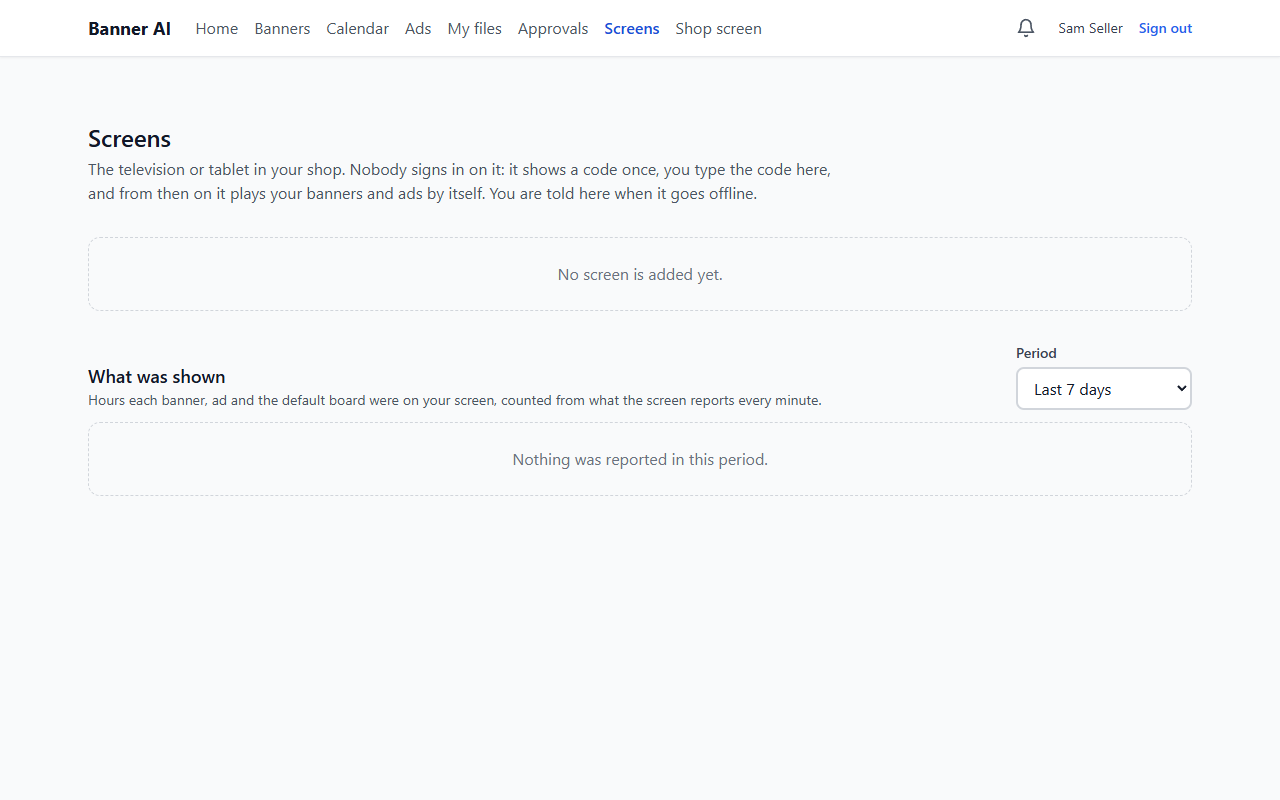 Banner AI Home Banners Calendar Ads My files Approvals Screens Shop screen Sam Seller Sign out
Screens
The television or tablet in your shop. Nobody signs in on it: it shows a code once, you type the code here,
and from then on it plays your banners and ads by itself. You are told here when it goes offline.
No screen is added yet.
What was shown
Hours each banner, ad and the default board were on your screen, counted from what the screen reports every minute.
Period
Last 7 days
Nothing was reported in this period.